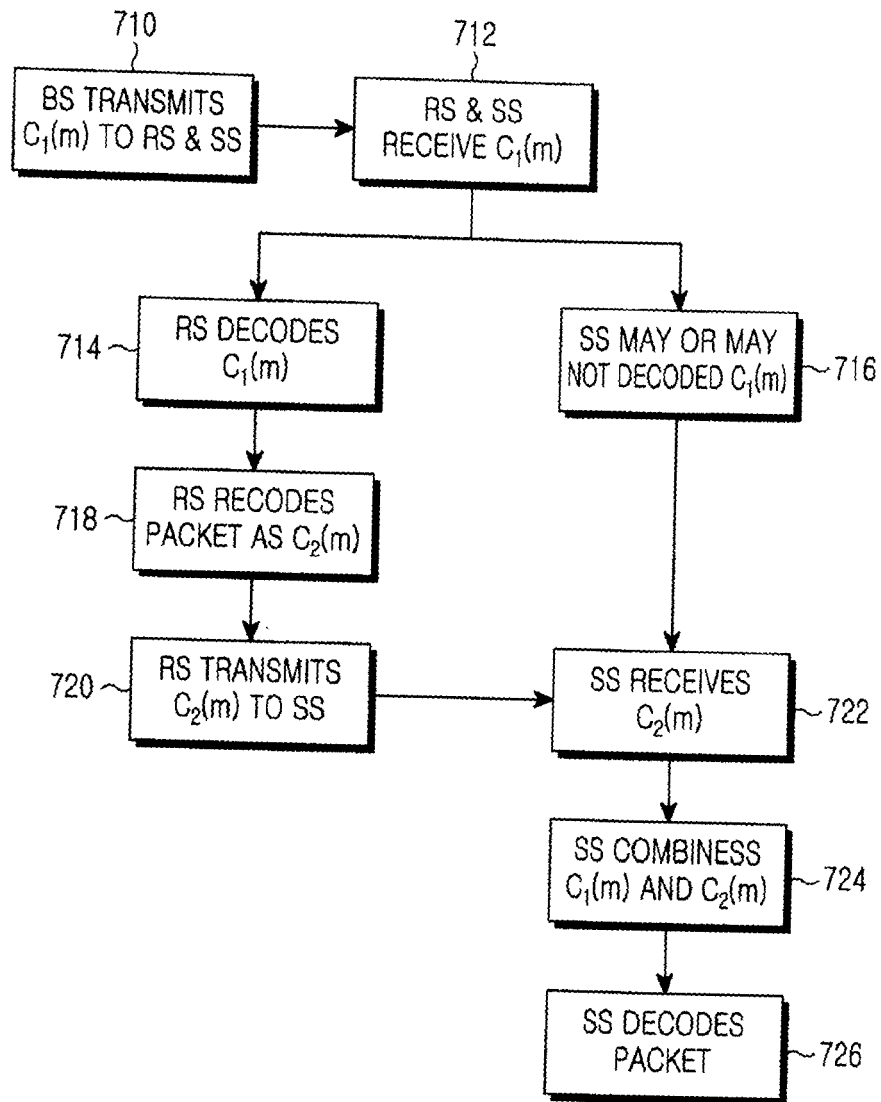 710
BS TRANSMITS
C₁(m) TO RS & SS
712
RS & SS
RECEIVE C₁(m)
714
RS DECODES
C₁(m)
SS MAY OR MAY
NOT DECODED C₁(m)
716
718
RS RECODES
PACKET AS C₂(m)
720
RS TRANSMITS
C₂(m) TO SS
SS RECEIVES
C₂(m)
722
SS COMBINESS
C₁(m) AND C₂(m)
724
SS DECODES
PACKET
726